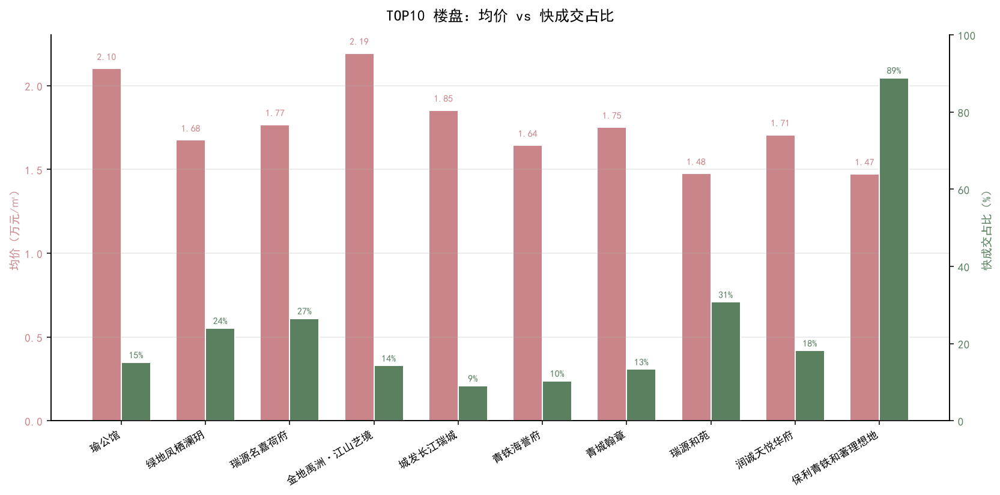 TOP10 楼盘：均价 vs 快成交占比
均价（万元/㎡）
2.0
1.5
1.0
0.5
0.0
100
80
60
40
20
0
快成交占比（%）
2.10
1.68
1.77
2.19
1.85
1.64
1.75
1.48
1.71
1.47
15%
24%
27%
14%
9%
10%
13%
31%
18%
89%
瑜公馆
绿地凤栖澜玥
瑞源名嘉荷府
金地禹洲·江山艺境
城发长江瑞城
青铁海誉府
青城翰章
瑞源和苑
润诚天悦华府
保利青铁和著理想地